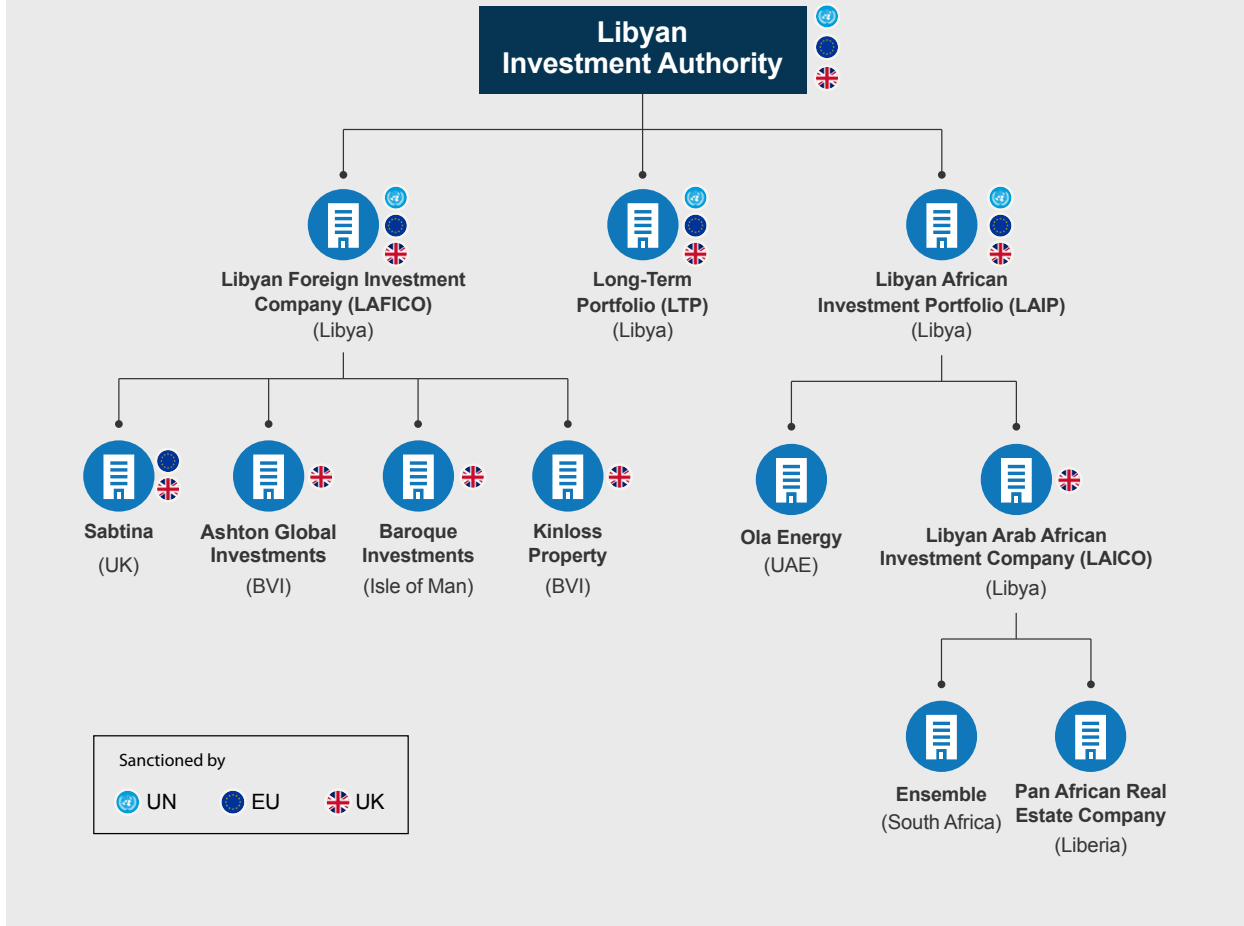 Libyan
Investment Authority
Libyan Foreign Investment
Company (LAFICO)
(Libya)
Long-Term
Portfolio (LTP)
(Libya)
Libyan African
Investment Portfolio (LAIP)
(Libya)
Sabtina
(UK)
Ashton Global
Investments
(BVI)
Baroque
Investments
(Isle of Man)
Kinloss
Property
(BVI)
Ola Energy
(UAE)
Libyan Arab African
Investment Company (LAICO)
(Libya)
Ensemble
(South Africa)
Pan African Real
Estate Company
(Liberia)
Sanctioned by
UN EU UK